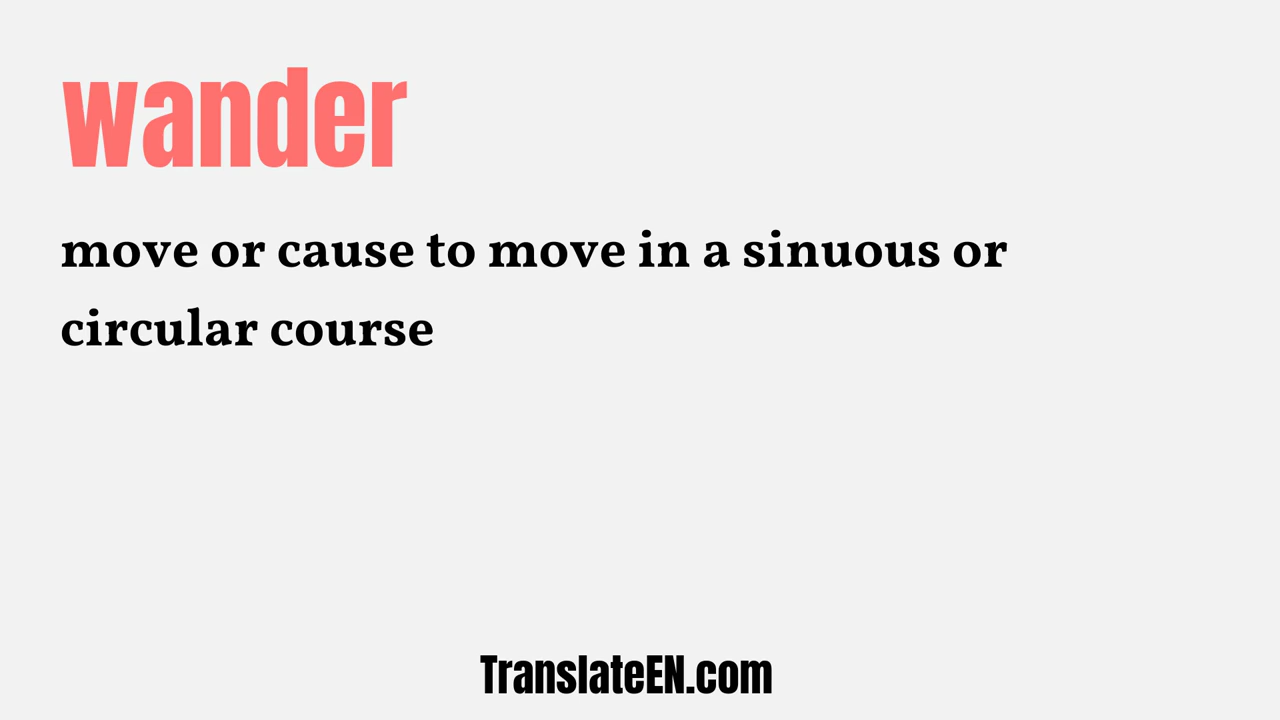 wander
move or cause to move in a sinuous or
circular course
TranslateEN.com